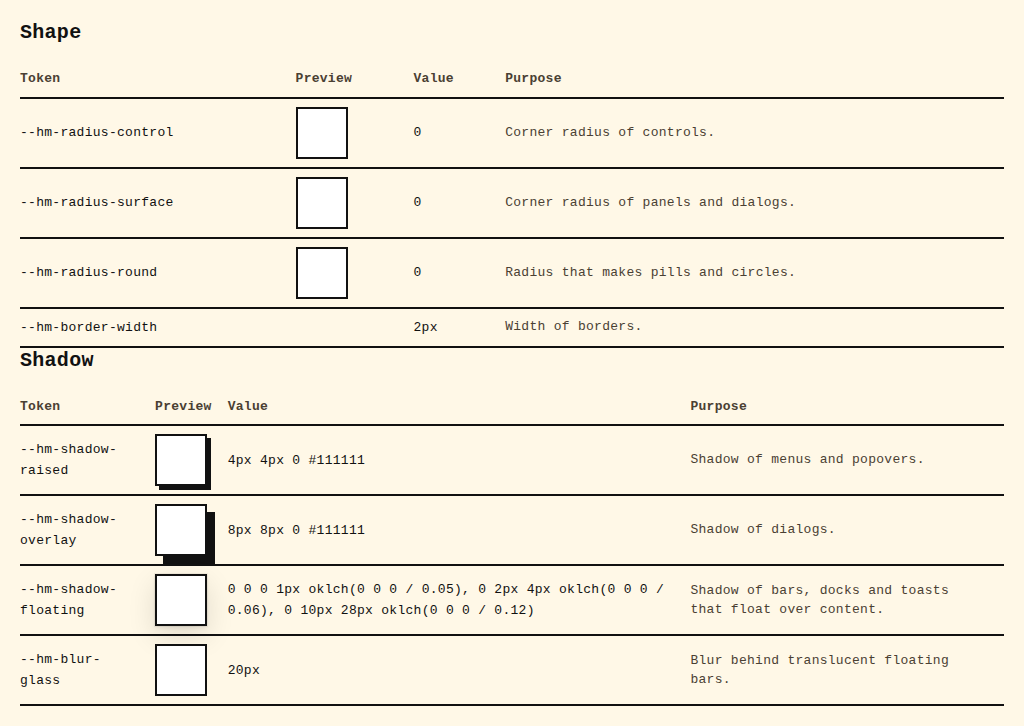 Shape
Token Preview Value Purpose
--hm-radius-control 0 Corner radius of controls.
--hm-radius-surface 0 Corner radius of panels and dialogs.
--hm-radius-round 0 Radius that makes pills and circles.
--hm-border-width 2px Width of borders.
Shadow
Token Preview Value Purpose
--hm-shadow-
raised
4px 4px 0 #111111
Shadow of menus and popovers.
--hm-shadow-
overlay
8px 8px 0 #111111
Shadow of dialogs.
--hm-shadow-
floating
0 0 0 1px oklch(0 0 0 / 0.05), 0 2px 4px oklch(0 0 0 /
0.06), 0 10px 28px oklch(0 0 0 / 0.12)
Shadow of bars, docks and toasts
that float over content.
--hm-blur-
glass
20px
Blur behind translucent floating
bars.